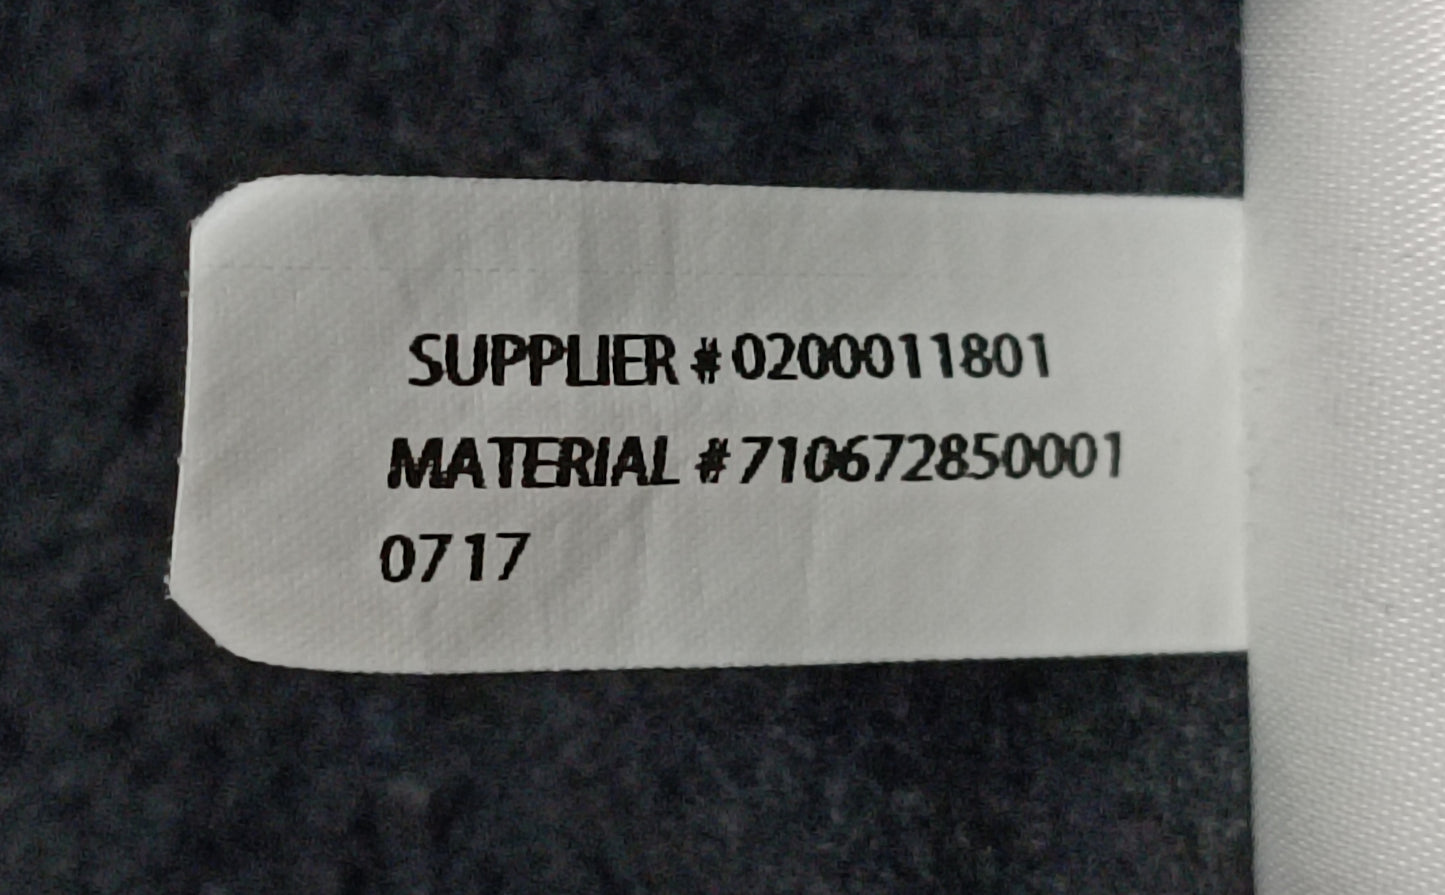 SUPPLIER # 0200011801
MATERIAL # 710672850001
0717